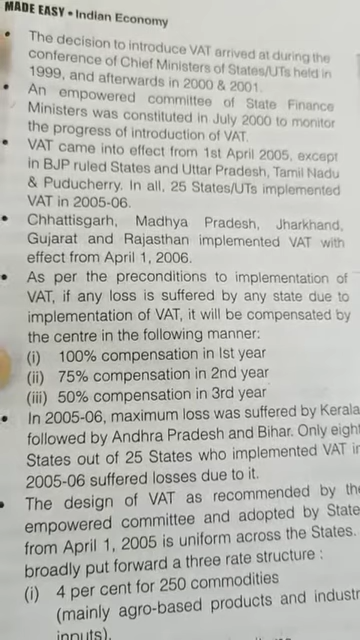 MADE EASY • Indian Economy
• The decision to introduce VAT arrived at during the
conference of Chief Ministers of States/UTs held in
1999, and afterwards in 2000 & 2001.
• An empowered committee of State Finance
Ministers was constituted in July 2000 to monitor
the progress of introduction of VAT.
• VAT came into effect from 1st April 2005, except
in BJP ruled States and Uttar Pradesh, Tamil Nadu
& Puducherry. In all, 25 States/UTs implemented
VAT in 2005-06.
• Chhattisgarh, Madhya Pradesh, Jharkhand,
Gujarat and Rajasthan implemented VAT with
effect from April 1, 2006.
• As per the preconditions to implementation of
VAT, if any loss is suffered by any state due to
implementation of VAT, it will be compensated by
the centre in the following manner:
(i) 100% compensation in Ist year
(ii) 75% compensation in 2nd year
(iii) 50% compensation in 3rd year
• In 2005-06, maximum loss was suffered by Kerala
followed by Andhra Pradesh and Bihar. Only eight
States out of 25 States who implemented VAT in
2005-06 suffered losses due to it.
• The design of VAT as recommended by the
empowered committee and adopted by State
from April 1, 2005 is uniform across the States.
broadly put forward a three rate structure :
(i) 4 per cent for 250 commodities
(mainly agro-based products and industr
inputs).